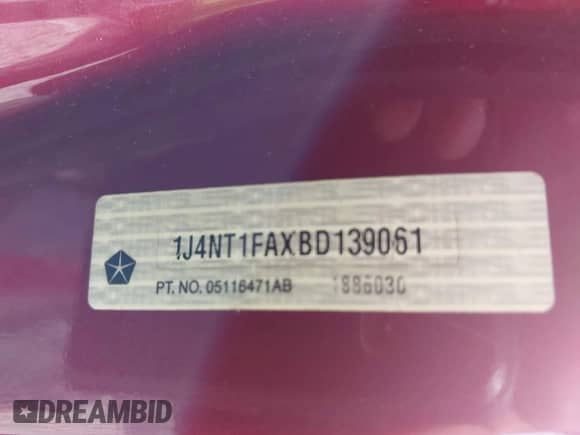 1J4NT1FAXBD139061
PT. NO. 05116471AB 1886030
DREAMBID